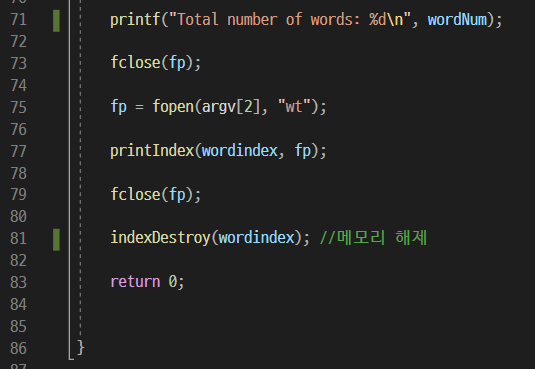 71 printf("Total number of words: %d\n", wordNum);
72
73 fclose(fp);
74
75 fp = fopen(argv[2], "wt");
76
77 printIndex(wordindex, fp);
78
79 fclose(fp);
80
81 indexDestroy(wordindex); //메모리 해제
82
83 return 0;
84
85
86 }